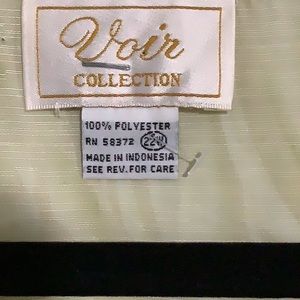 Voir
COLLECTION
100% POLYESTER
RN 58372 22W
MADE IN INDONESIA
SEE REV. FOR CARE